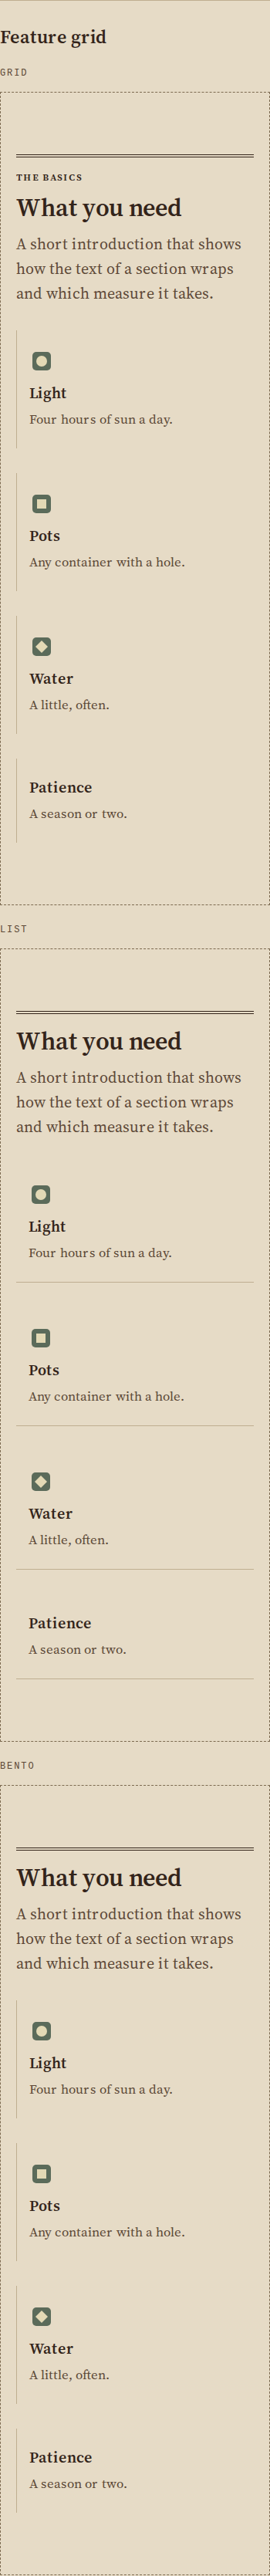 Feature grid
GRID
THE BASICS
What you need
A short introduction that shows
how the text of a section wraps
and which measure it takes.
Light
Four hours of sun a day.
Pots
Any container with a hole.
Water
A little, often.
Patience
A season or two.
LIST
What you need
A short introduction that shows
how the text of a section wraps
and which measure it takes.
Light
Four hours of sun a day.
Pots
Any container with a hole.
Water
A little, often.
Patience
A season or two.
BENTO
What you need
A short introduction that shows
how the text of a section wraps
and which measure it takes.
Light
Four hours of sun a day.
Pots
Any container with a hole.
Water
A little, often.
Patience
A season or two.